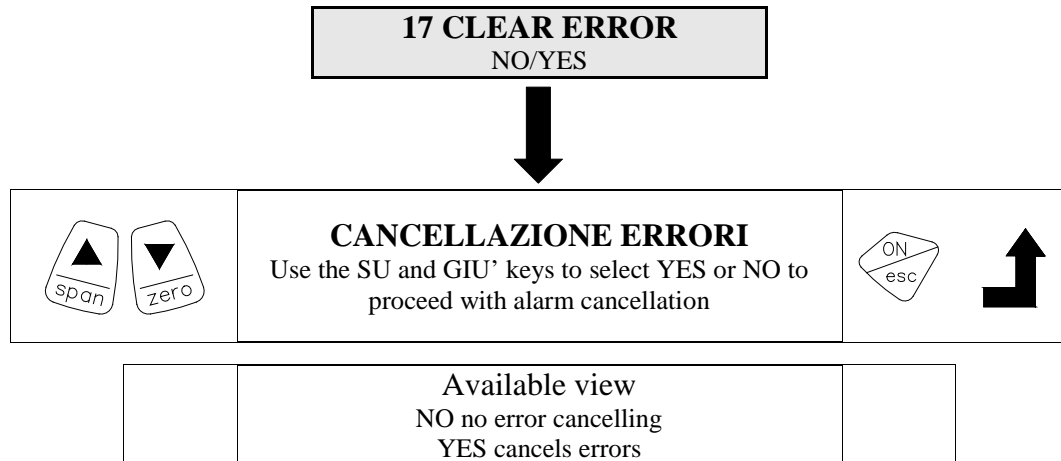 17 CLEAR ERROR
NO/YES
span
zero
CANCELLAZIONE ERRORI
Use the SU and GIU’ keys to select YES or NO to
proceed with alarm cancellation
ON
esc
Available view
NO no error cancelling
YES cancels errors